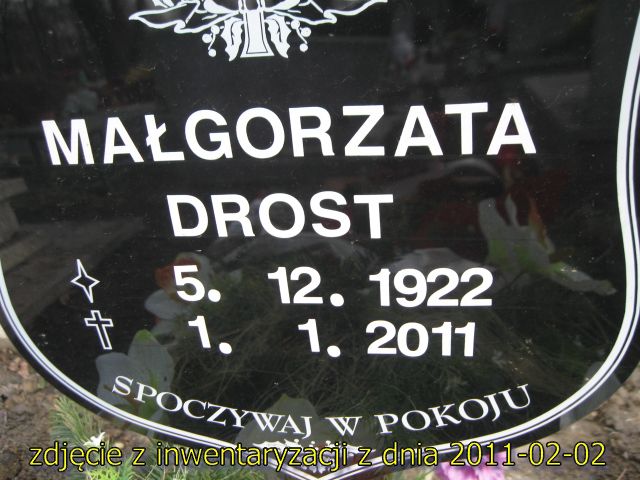 MAŁGORZATA
DROST
5. 12. 1922
1. 1. 2011
SPOCZYWAJ W POKOJU
zdjęcie z inwentaryzacji z dnia 2011-02-02